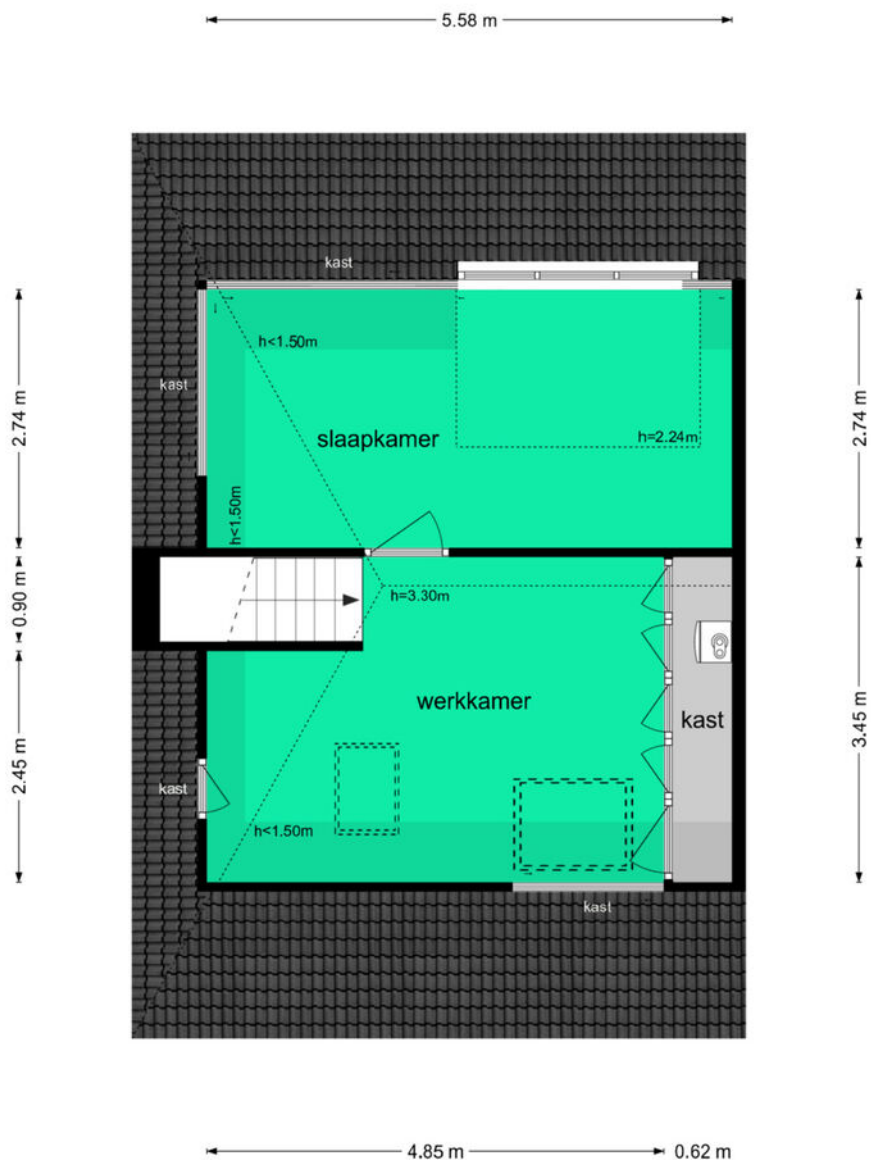 5.58 m
kast
h<1.50m
kast
2.74 m
2.74 m
slaapkamer
h=2.24m
h<1.50m
0.90 m
h=3.30m
werkkamer
kast
2.45 m
3.45 m
kast
h<1.50m
kast
4.85 m
0.62 m